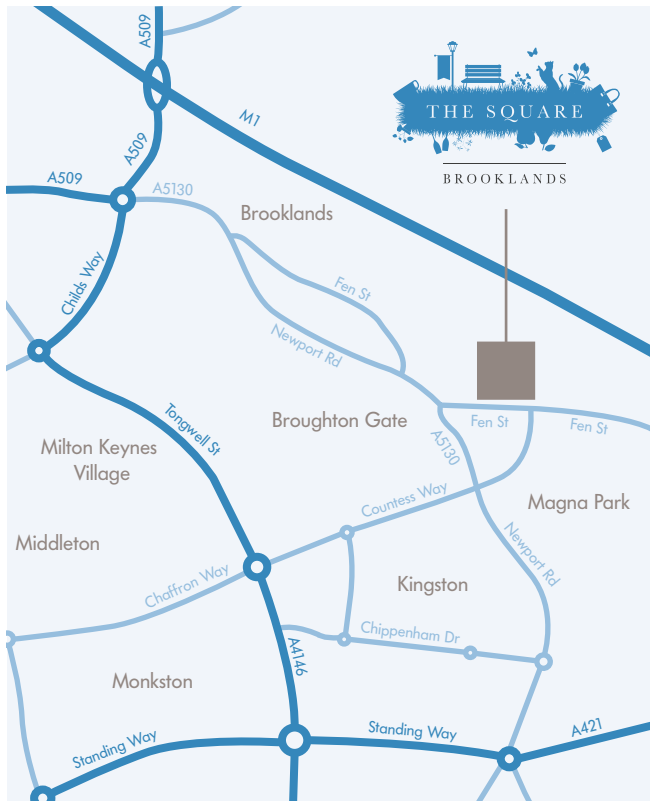 A509
THE SQUARE
BROOKLANDS
M1
A509
A509
A5130
Brooklands
Childs Way
Fen St
Newport Rd
Tongwell St
Broughton Gate
Fen St
Fen St
A5130
Milton Keynes
Village
Countess Way
Magna Park
Middleton
Newport Rd
Chaffron Way
Kingston
Chippenham Dr
A4146
Monkston
Standing Way
Standing Way
A421